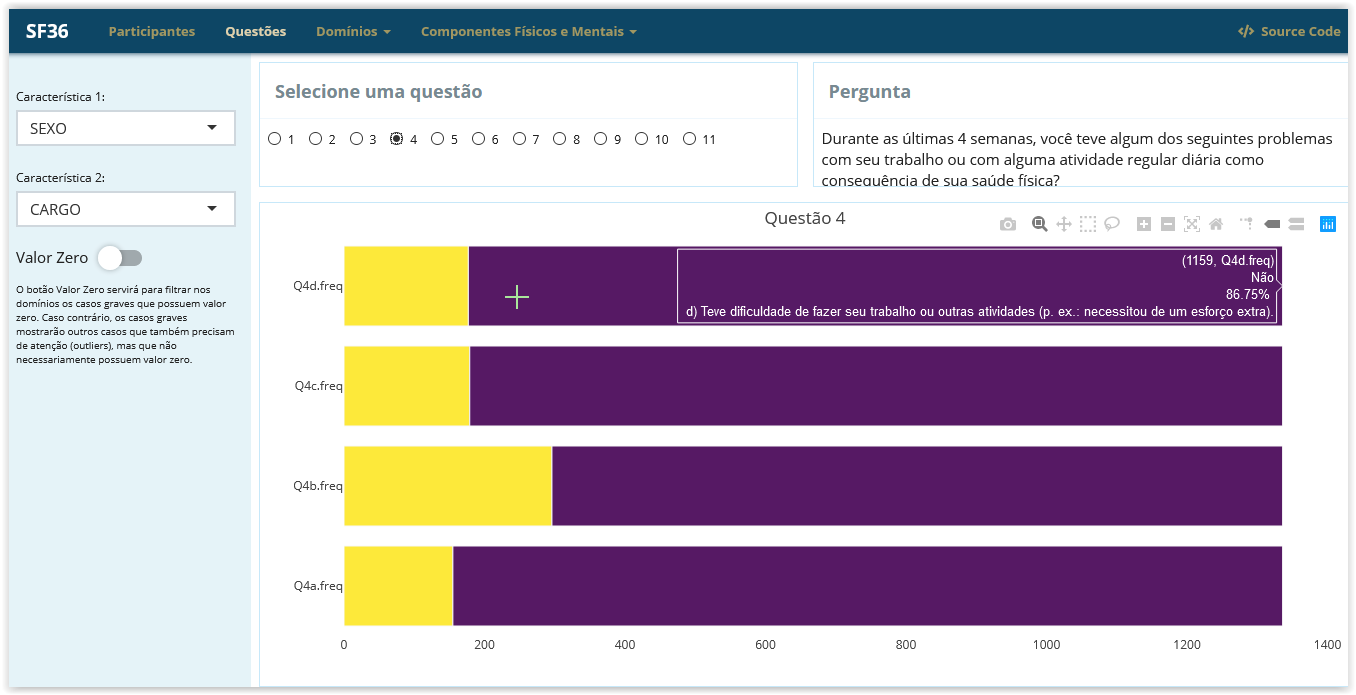 SF36
Participantes
Questões
Domínios
Componentes Físicos e Mentais
</> Source Code
Característica 1:
SEXO
Característica 2:
CARGO
Valor Zero
O botão Valor Zero servirá para filtrar nos
domínios os casos graves que possuem valor
zero. Caso contrário, os casos graves
mostrarão outros casos que também precisam
de atenção (outliers), mas que não
necessariamente possuem valor zero.
Selecione uma questão
1 2 3 4 5 6 7 8 9 10 11
Pergunta
Durante as últimas 4 semanas, você teve algum dos seguintes problemas
com seu trabalho ou com alguma atividade regular diária como
consequência de sua saúde física?
Questão 4
Q4d.freq
(1159, Q4d.freq)
Não
86.75%
d) Teve dificuldade de fazer seu trabalho ou outras atividades (p. ex.: necessitou de um esforço extra).
Q4c.freq
Q4b.freq
Q4a.freq
0 200 400 600 800 1000 1200 1400